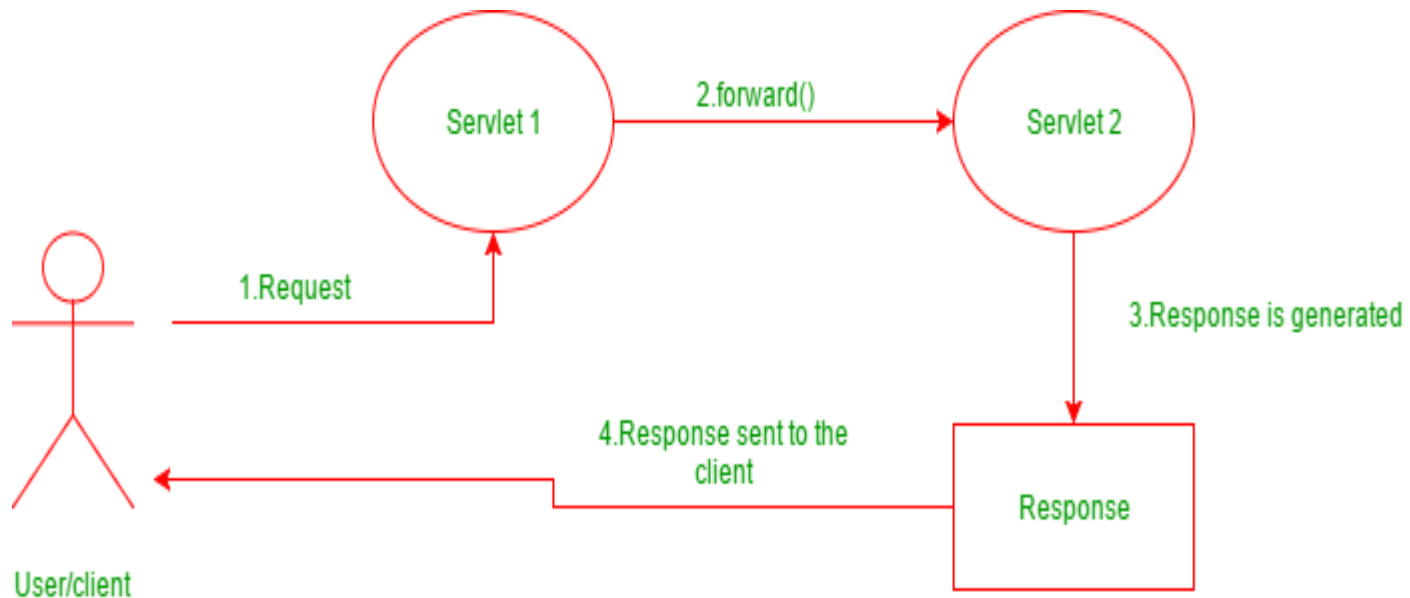 Servlet 1
2.forward()
Servlet 2
1.Request
3.Response is generated
4.Response sent to the
client
Response
User/client